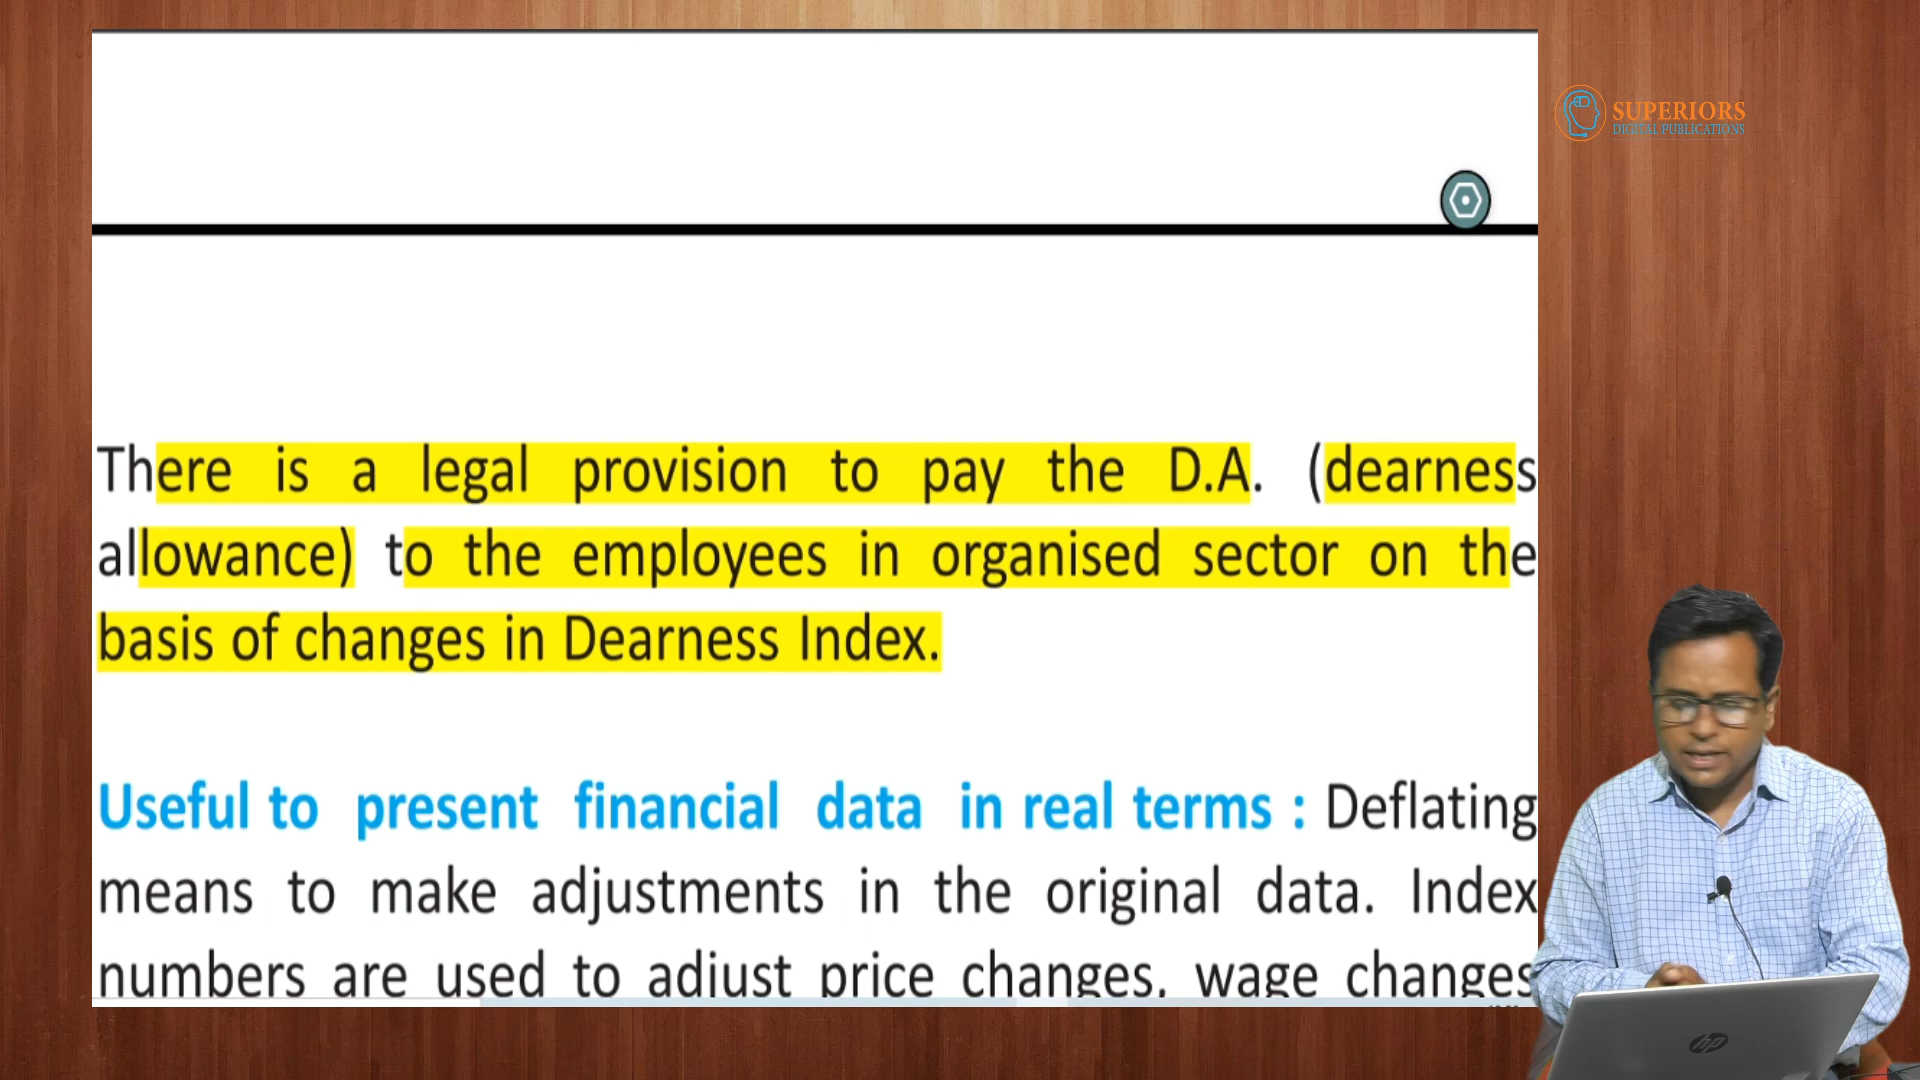 SUPERIORS
DIGITAL PUBLICATIONS
There is a legal provision to pay the D.A. (dearness
allowance) to the employees in organised sector on the
basis of changes in Dearness Index.
Useful to present financial data in real terms : Deflating
means to make adjustments in the original data. Index
numbers are used to adjust price changes, wage changes
hp